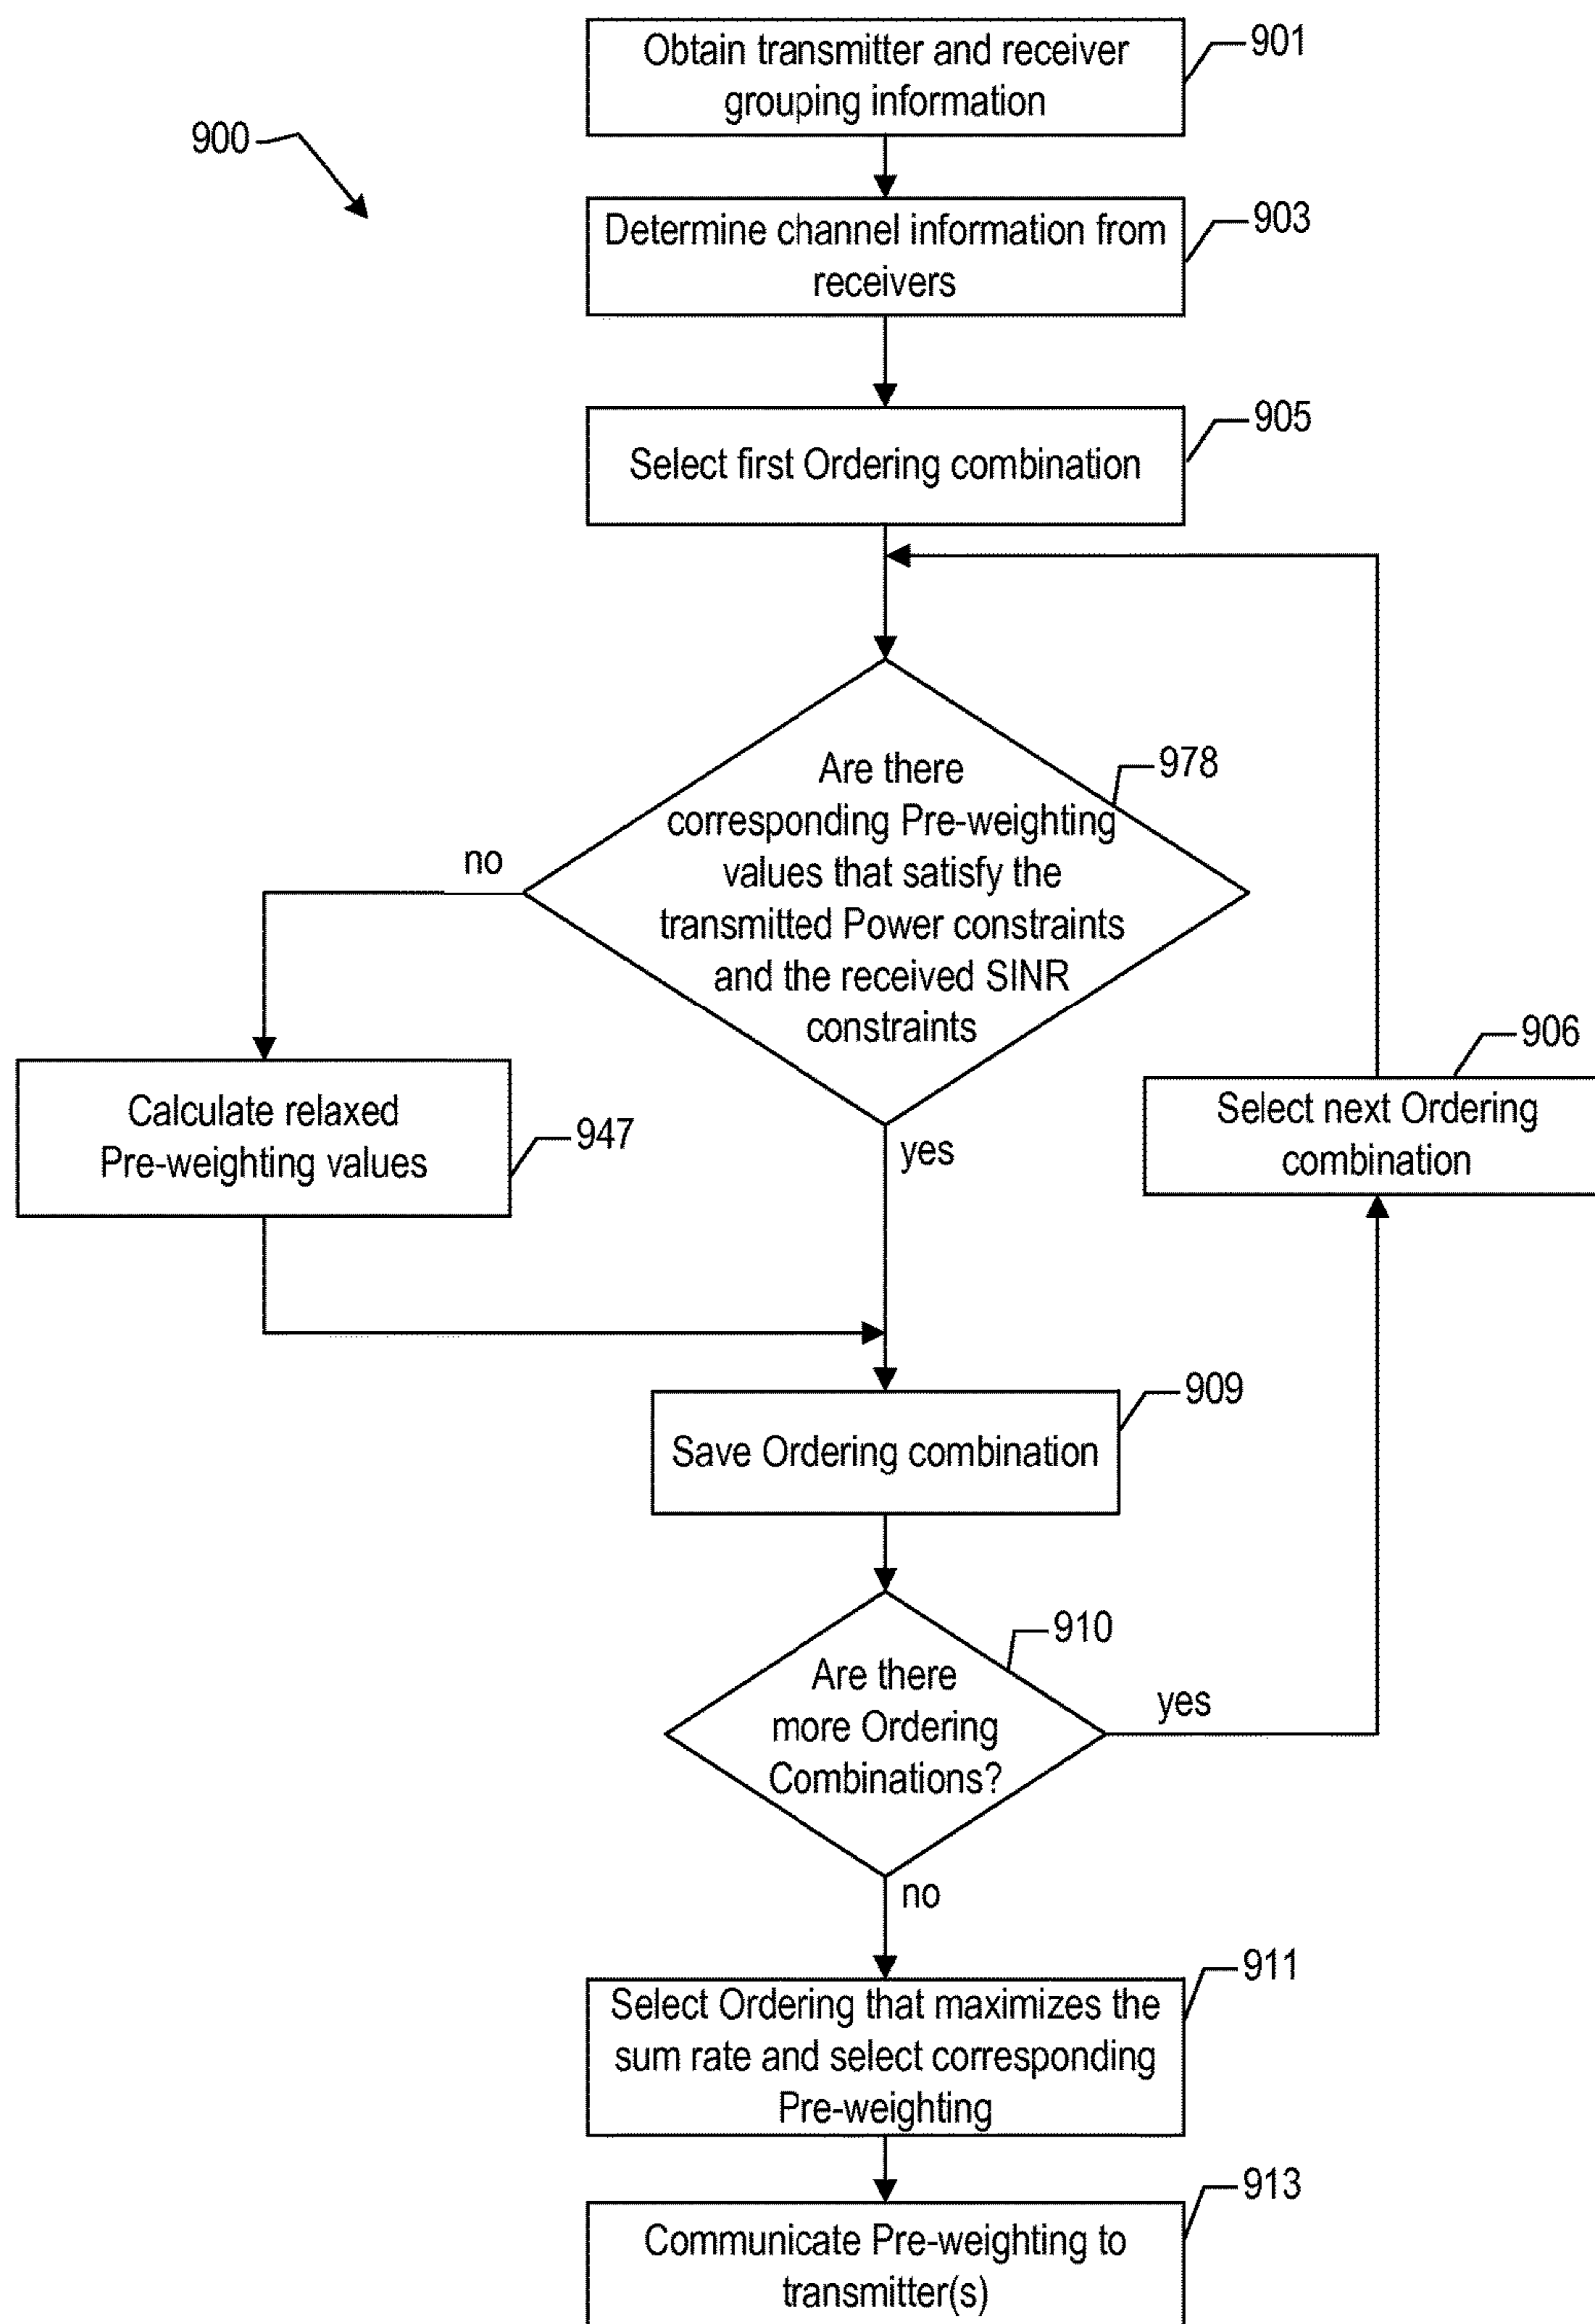 Obtain transmitter and receiver
grouping information
901
900
Determine channel information from
receivers
903
Select first Ordering combination
905
Are there
corresponding Pre-weighting
values that satisfy the
transmitted Power constraints
and the received SINR
constraints
978
no
yes
Calculate relaxed
Pre-weighting values
947
Select next Ordering
combination
906
Save Ordering combination
909
Are there
more Ordering
Combinations?
910
yes
no
Select Ordering that maximizes the
sum rate and select corresponding
Pre-weighting
911
Communicate Pre-weighting to
transmitter(s)
913